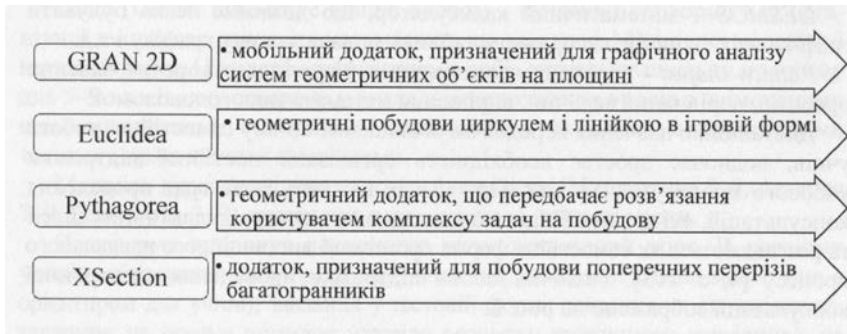 GRAN 2D
• мобільний додаток, призначений для графічного аналізу
систем геометричних об’єктів на площині
Euclidea
• геометричні побудови циркулем і лінійкою в ігровій формі
Pythagorea
• геометричний додаток, що передбачає розв’язання
користувачем комплексу задач на побудову
XSection
• додаток, призначений для побудови поперечних перерізів
багатогранників